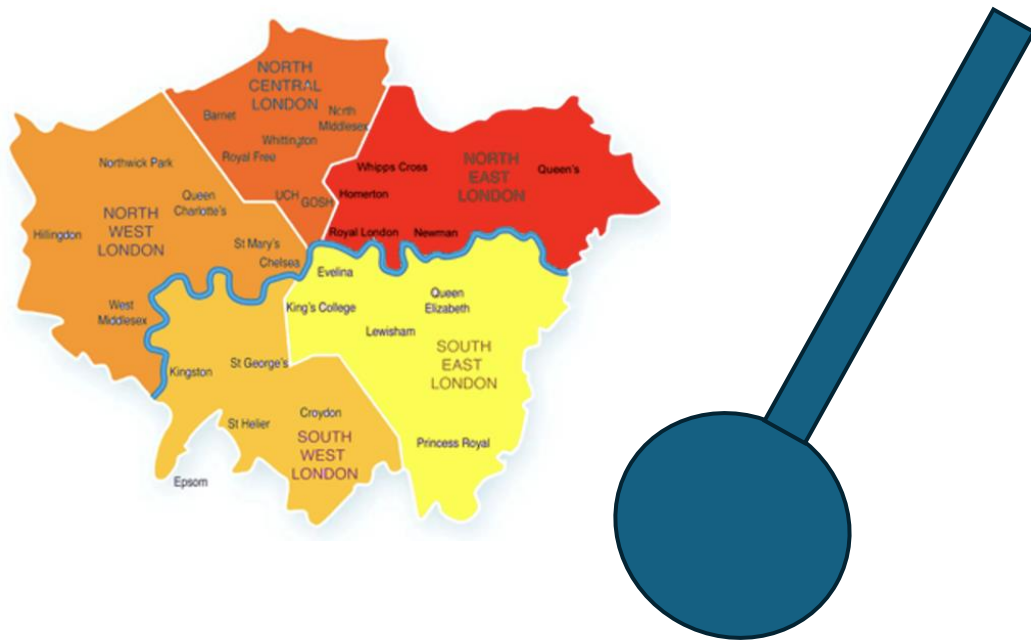 NORTH
CENTRAL
LONDON
Barnet
North
Middlesex
Whittington
Royal Free
UCH
GOSH
Northwick Park
Queen
Charlotte's
NORTH
WEST
LONDON
Hillingdon
St Mary's
Chelsea
West
Middlesex
Whipps Cross
NORTH
EAST
LONDON
Queen's
Homerton
Royal London
Newman
Evelina
King's College
Queen
Elizabeth
Lewisham
SOUTH
EAST
LONDON
Princess Royal
Kingston
St George's
St Helier
Croydon
SOUTH
WEST
LONDON
Epsom